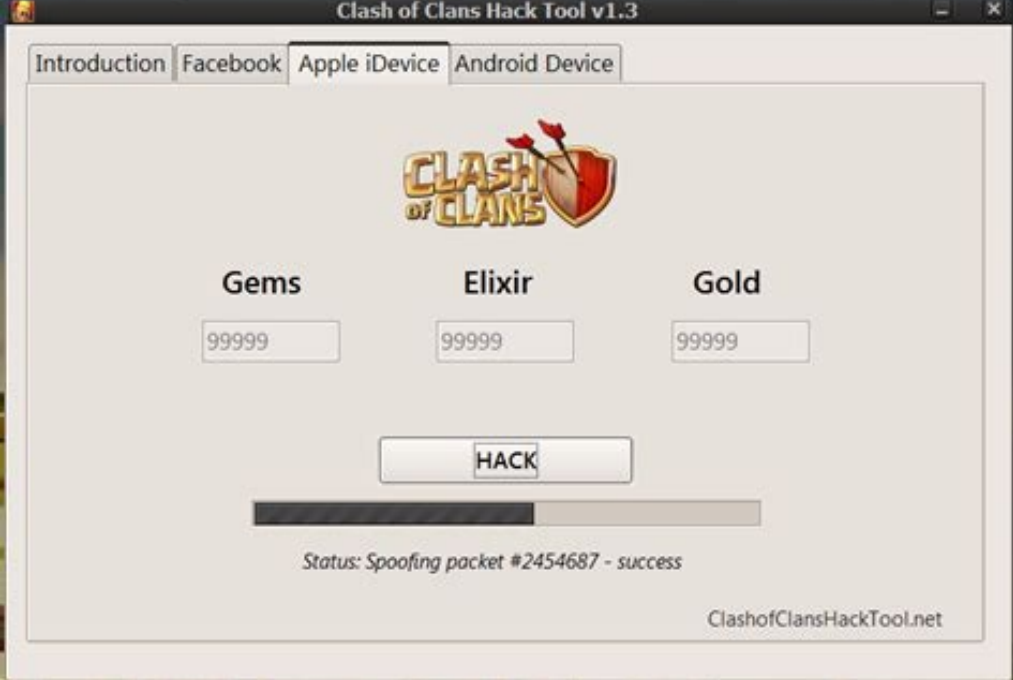 Clash of Clans Hack Tool v1.3
Introduction Facebook Apple iDevice Android Device
CLASH
OF CLANS
Gems Elixir Gold
99999 99999 99999
HACK
Status: Spoofing packet #2454687 - success
ClashofClansHackTool.net